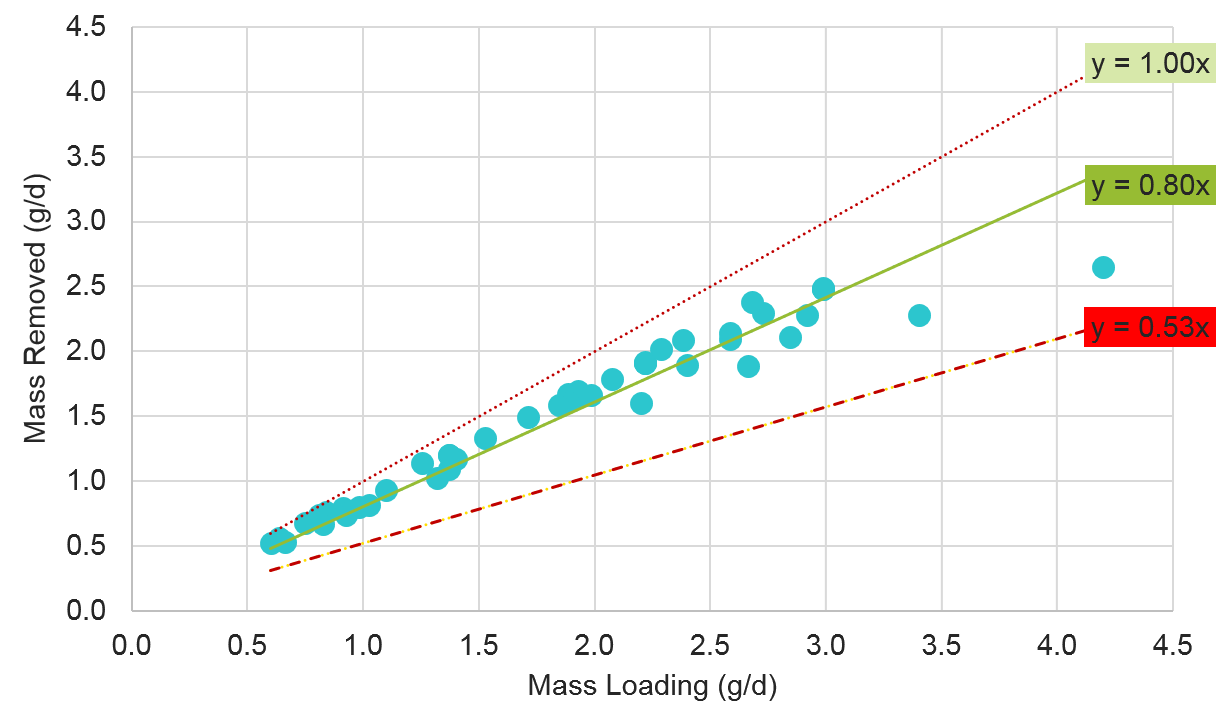 4.5
4.0
3.5
3.0
2.5
2.0
1.5
1.0
0.5
0.0
Mass Removed (g/d)
y = 1.00x
y = 0.80x
y = 0.53x
0.0 0.5 1.0 1.5 2.0 2.5 3.0 3.5 4.0 4.5
Mass Loading (g/d)